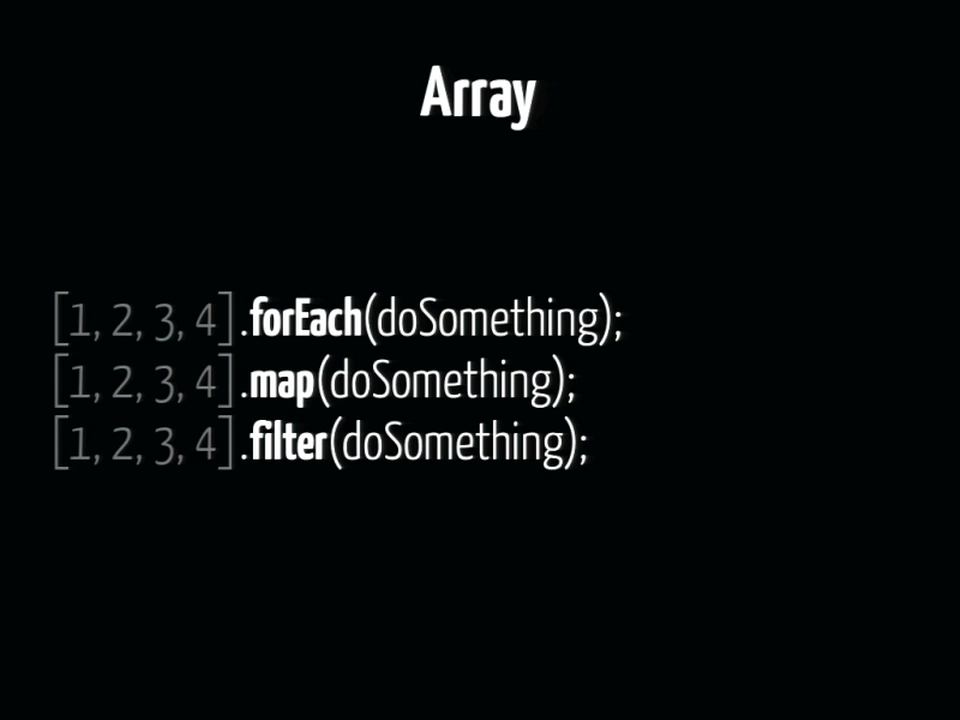 Array
[1, 2, 3, 4].forEach(doSomething);
[1, 2, 3, 4].map(doSomething);
[1, 2, 3, 4].filter(doSomething);